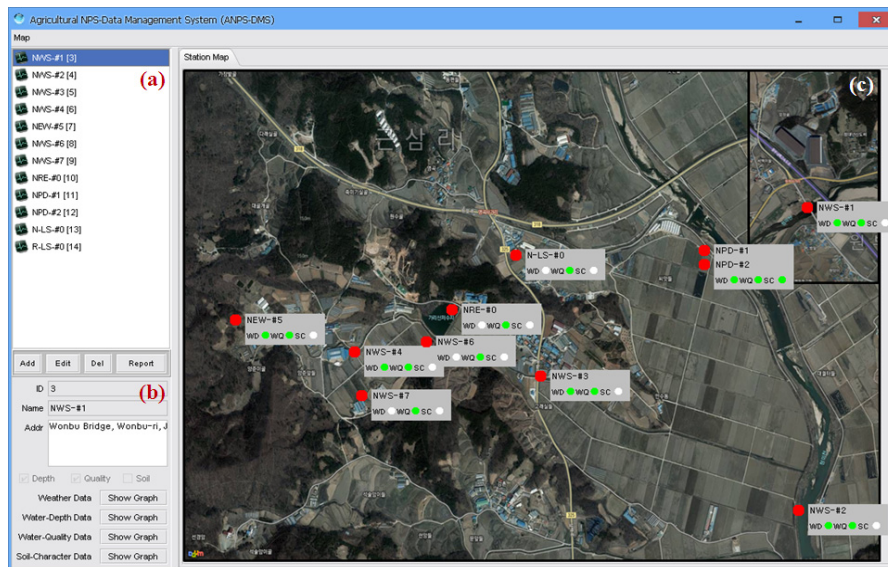 Agricultural NPS-Data Management System (ANPS-DMS)
Map
NWS-#1 [3]
NWS-#2 [4]
NWS-#3 [5]
NWS-#4 [6]
NEW-#5 [7]
NWS-#6 [8]
NWS-#7 [9]
NRE-#0 [10]
NPD-#1 [11]
NPD-#2 [12]
N-LS-#0 [13]
R-LS-#0 [14]
(a)
Add Edit Del Report
(b)
ID 3
Name NWS-#1
Addr Wonbu Bridge, Wonbu-ri, J
Depth Quality Soil
Weather Data Show Graph
Water-Depth Data Show Graph
Water-Quality Data Show Graph
Soil-Character Data Show Graph
Station Map
(c)
NWS-#1
WD WQ SC
N-LS-#0
WD WQ SC
NPD-#1
NPD-#2
WD WQ SC
NEW-#5
WD WQ SC
NRE-#0
WD WQ SC
NWS-#6
WD WQ SC
NWS-#4
WD WQ SC
NWS-#3
WD WQ SC
NWS-#7
WD WQ SC
NWS-#2
WD WQ SC